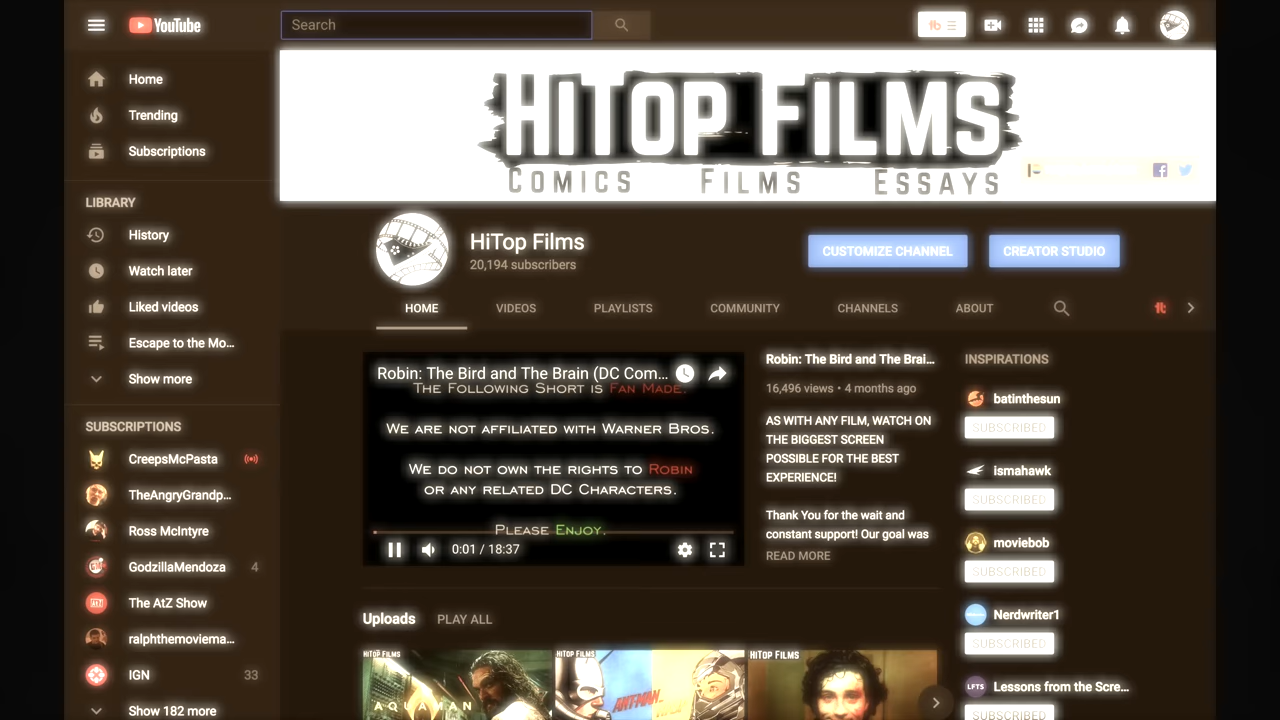 YouTube
Search
Home
Trending
Subscriptions
LIBRARY
History
Watch later
Liked videos
Escape to the Mo...
Show more
SUBSCRIPTIONS
CreepsMcPasta
TheAngryGrandp...
Ross McIntyre
GodzillaMendoza 4
The AtZ Show
ralphthemoviema...
IGN 33
Show 182 more
HITOP FILMS
COMICS FILMS ESSAYS
HiTop Films
20,194 subscribers
CUSTOMIZE CHANNEL
CREATOR STUDIO
HOME VIDEOS PLAYLISTS COMMUNITY CHANNELS ABOUT
Robin: The Bird and The Brain (DC Com...
THE FOLLOWING SHORT IS FAN MADE.
WE ARE NOT AFFILIATED WITH WARNER BROS.
WE DO NOT OWN THE RIGHTS TO ROBIN
OR ANY RELATED DC CHARACTERS.
PLEASE ENJOY.
0:01 / 18:37
Robin: The Bird and The Brai...
16,496 views • 4 months ago
AS WITH ANY FILM, WATCH ON
THE BIGGEST SCREEN
POSSIBLE FOR THE BEST
EXPERIENCE!
Thank You for the wait and
constant support! Our goal was
READ MORE
INSPIRATIONS
batinthesun
SUBSCRIBED
ismahawk
SUBSCRIBED
moviebob
SUBSCRIBED
Nerdwriter1
SUBSCRIBED
LFTS
Lessons from the Scre...
SUBSCRIBED
Uploads PLAY ALL
HITOP FILMS
AQUAMAN
HITOP FILMS
ANT-MAN
HITOP FILMS